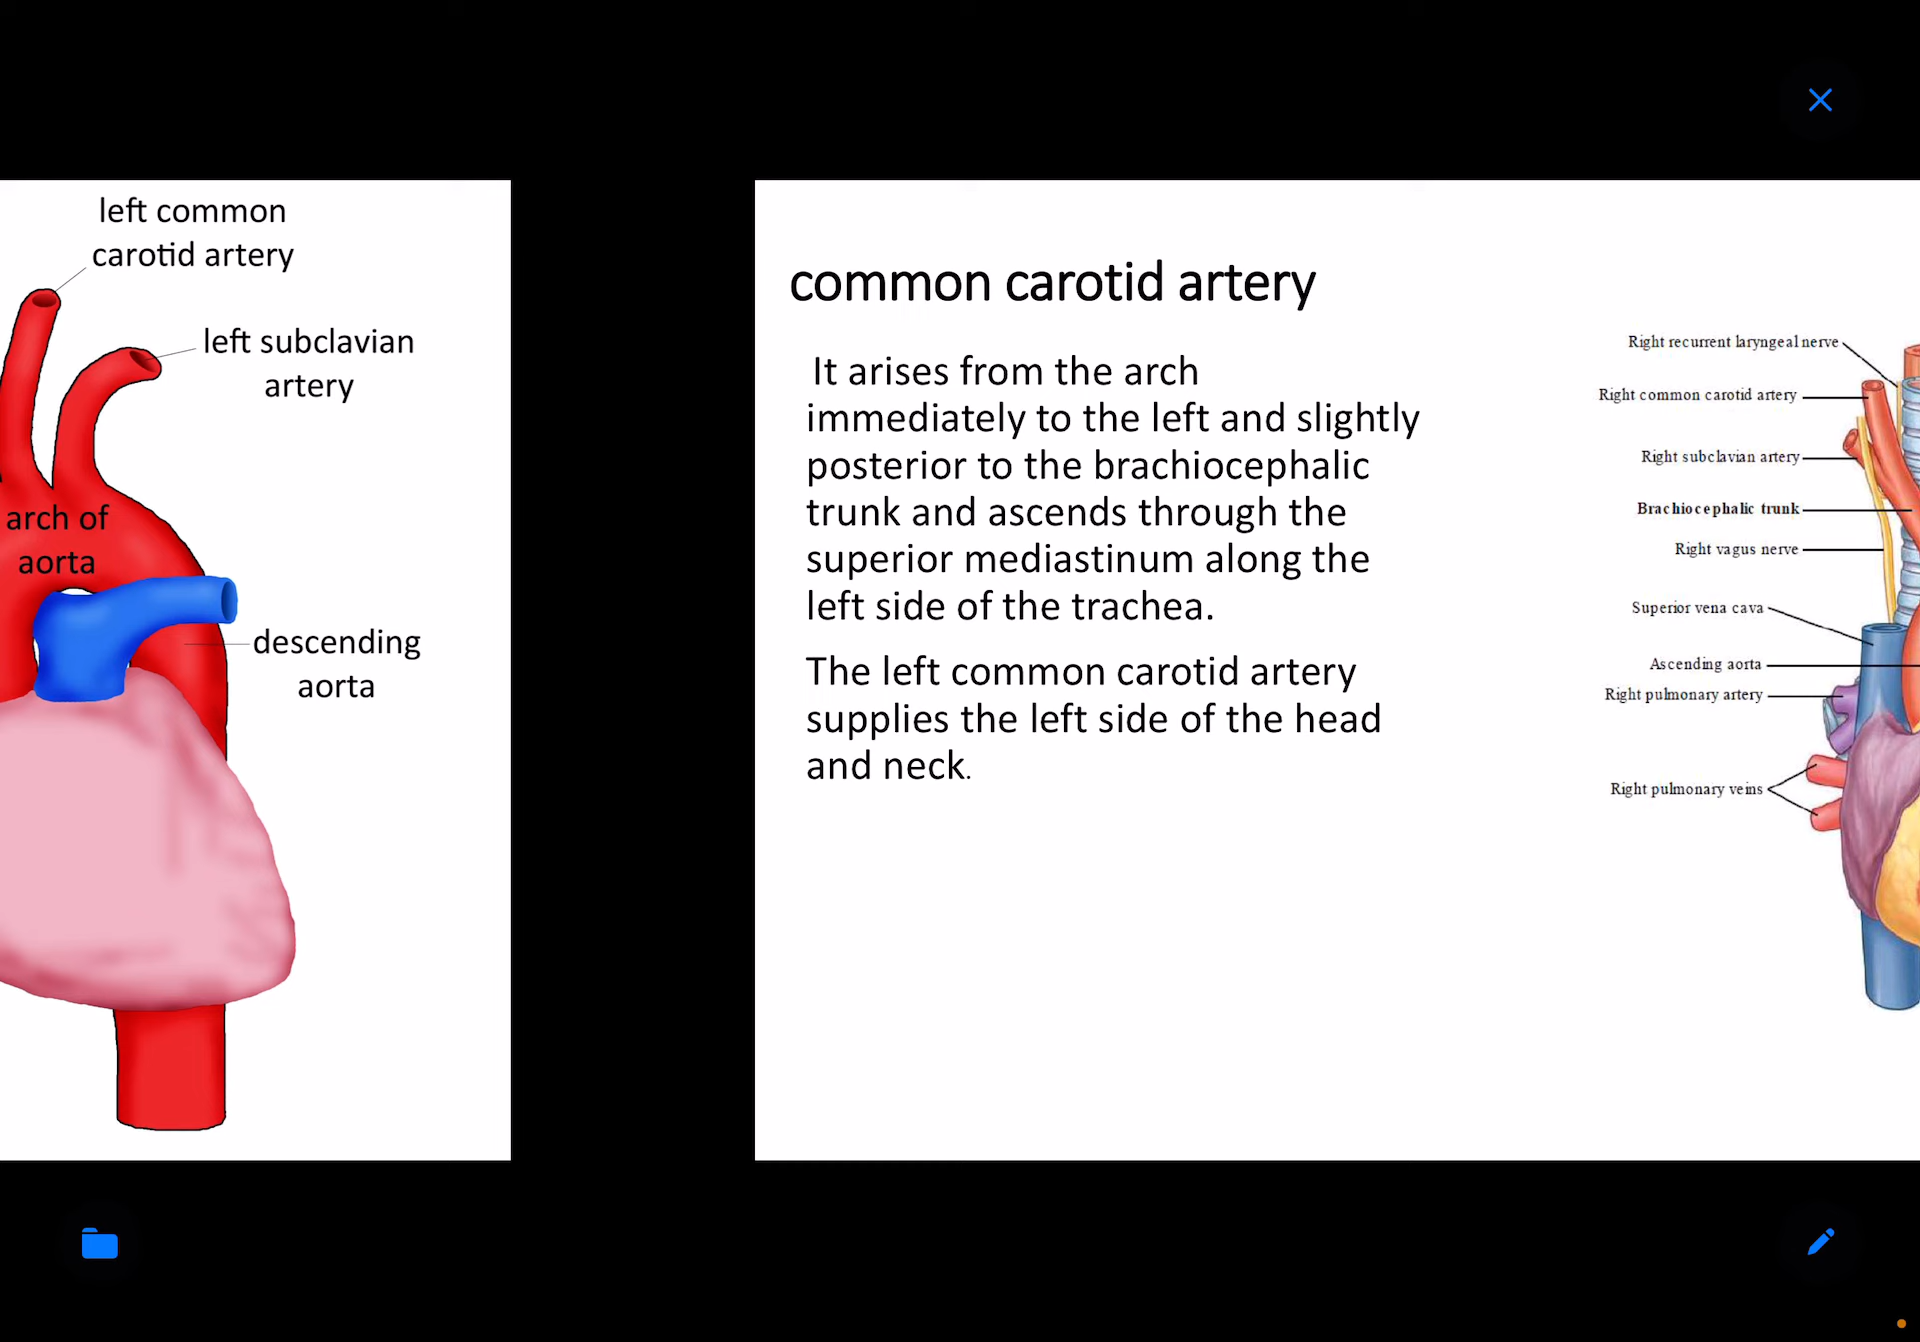 left common
carotid artery
left subclavian
artery
arch of
aorta
descending
aorta
common carotid artery
It arises from the arch
immediately to the left and slightly
posterior to the brachiocephalic
trunk and ascends through the
superior mediastinum along the
left side of the trachea.
The left common carotid artery
supplies the left side of the head
and neck.
Right recurrent laryngeal nerve
Right common carotid artery
Right subclavian artery
Brachiocephalic trunk
Right vagus nerve
Superior vena cava
Ascending aorta
Right pulmonary artery
Right pulmonary veins